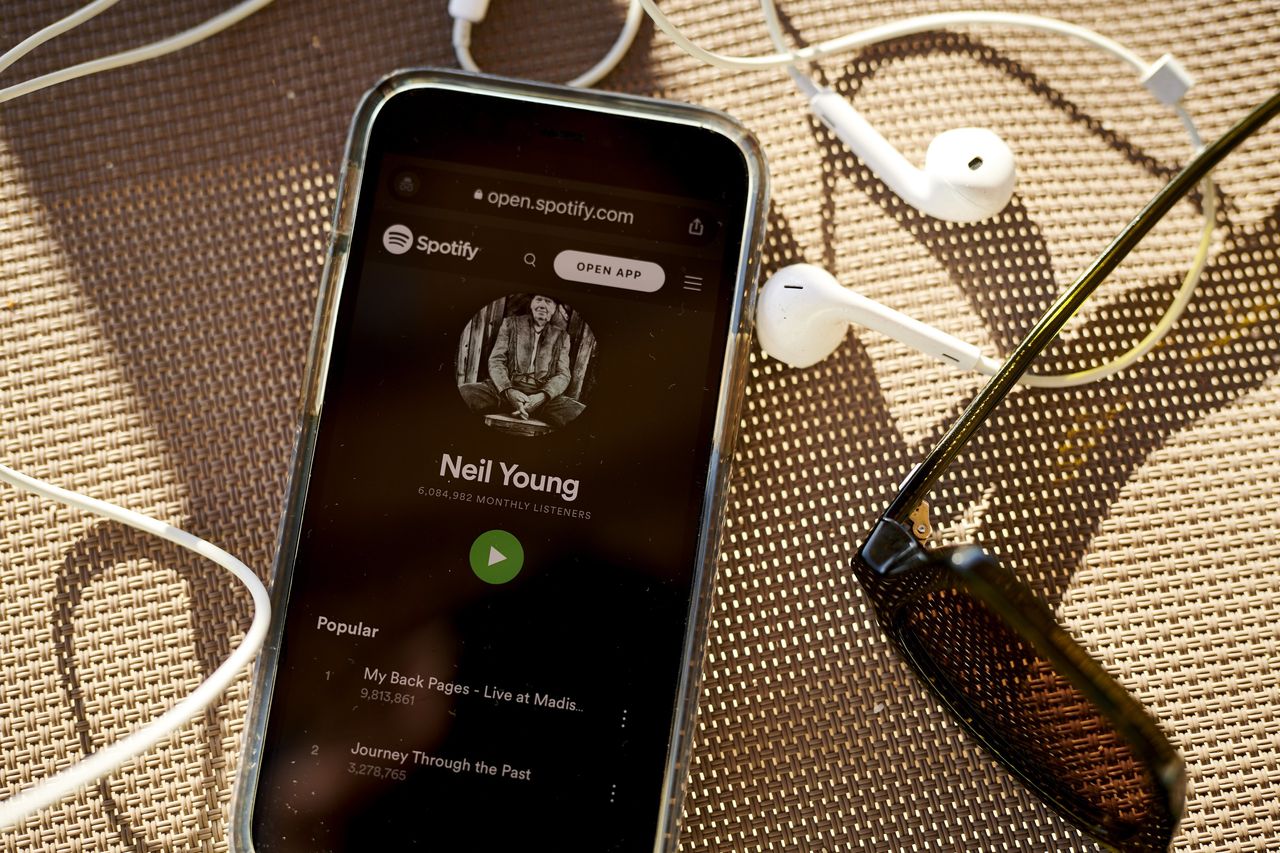 open.spotify.com
Spotify
OPEN APP
Neil Young
6,084,982 MONTHLY LISTENERS
Popular
1 My Back Pages - Live at Madis...
9,813,861
2 Journey Through the Past
3,278,765